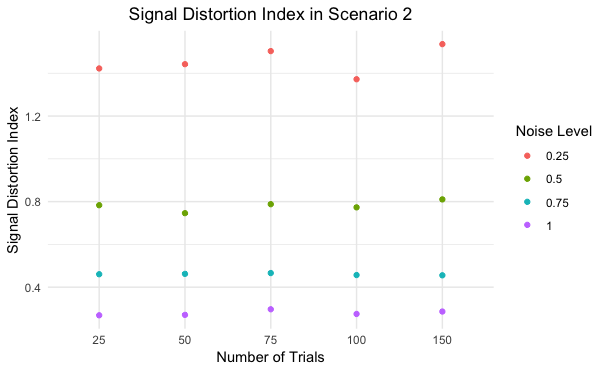 Signal Distortion Index in Scenario 2
Signal Distortion Index
1.2
0.8
0.4
25 50 75 100 150
Number of Trials
Noise Level
0.25
0.5
0.75
1